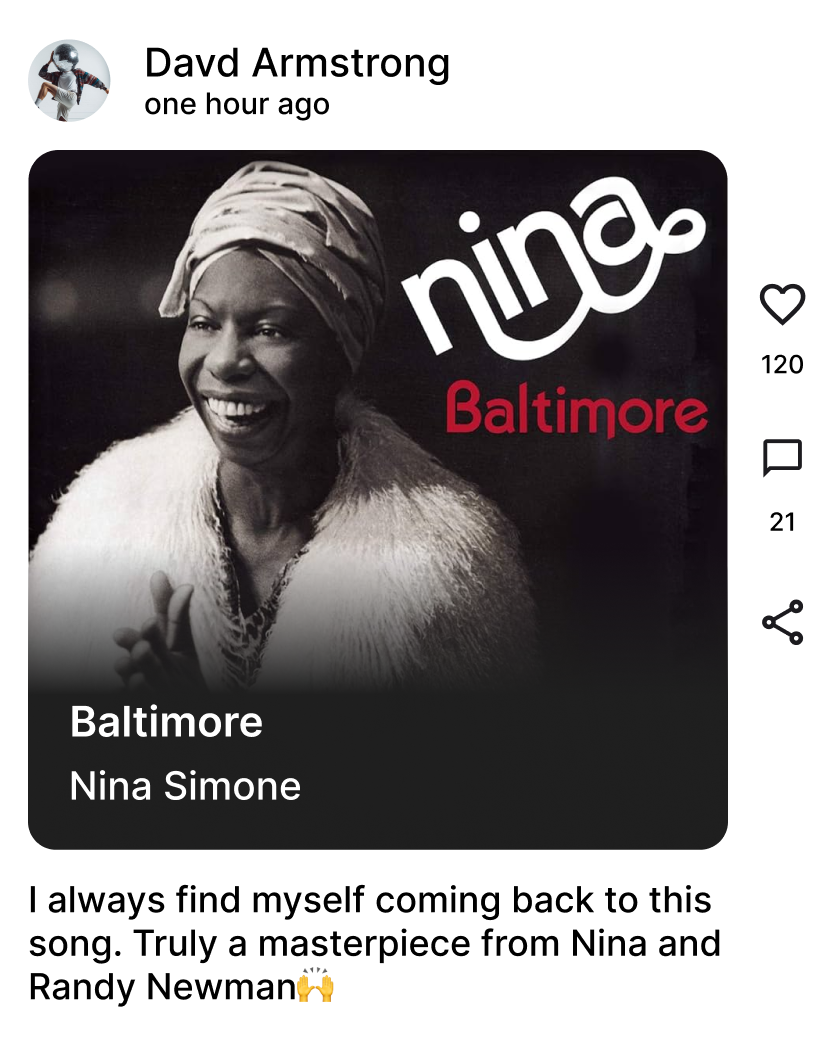 Davd Armstrong
one hour ago
nina
Baltimore
120
21
Baltimore
Nina Simone
I always find myself coming back to this
song. Truly a masterpiece from Nina and
Randy Newman🙌